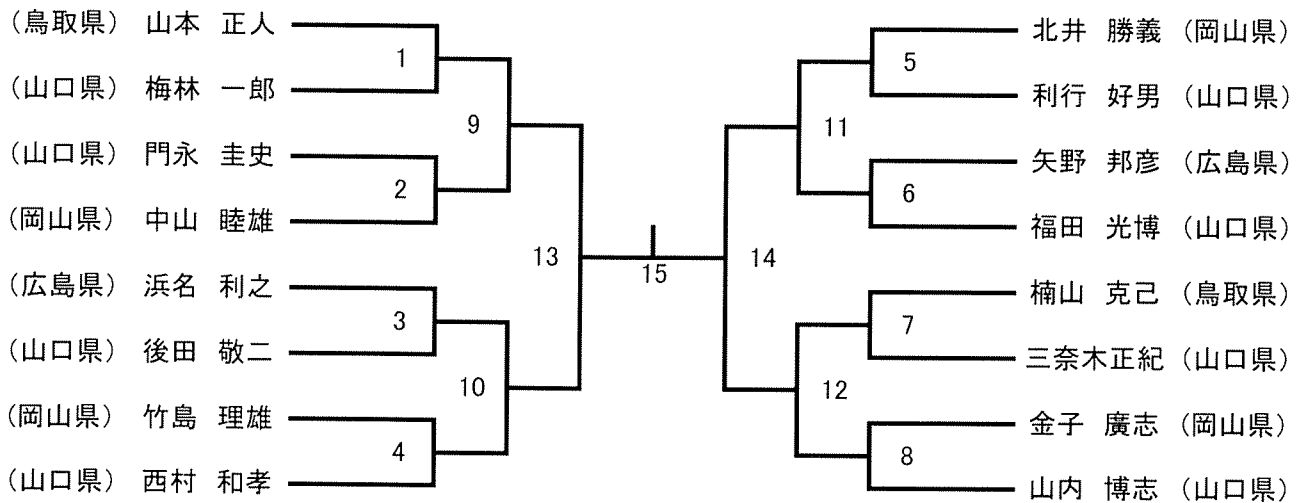 (鳥取県) 山本 正人
1
(山口県) 梅林 一郎
9
(山口県) 門永 圭史
2
(岡山県) 中山 睦雄
13
(広島県) 浜名 利之
3
(山口県) 後田 敬二
10
(岡山県) 竹島 理雄
4
(山口県) 西村 和孝
15
北井 勝義 (岡山県)
5
利行 好男 (山口県)
11
矢野 邦彦 (広島県)
6
福田 光博 (山口県)
14
楠山 克己 (鳥取県)
7
三奈木正紀 (山口県)
12
金子 廣志 (岡山県)
8
山内 博志 (山口県)